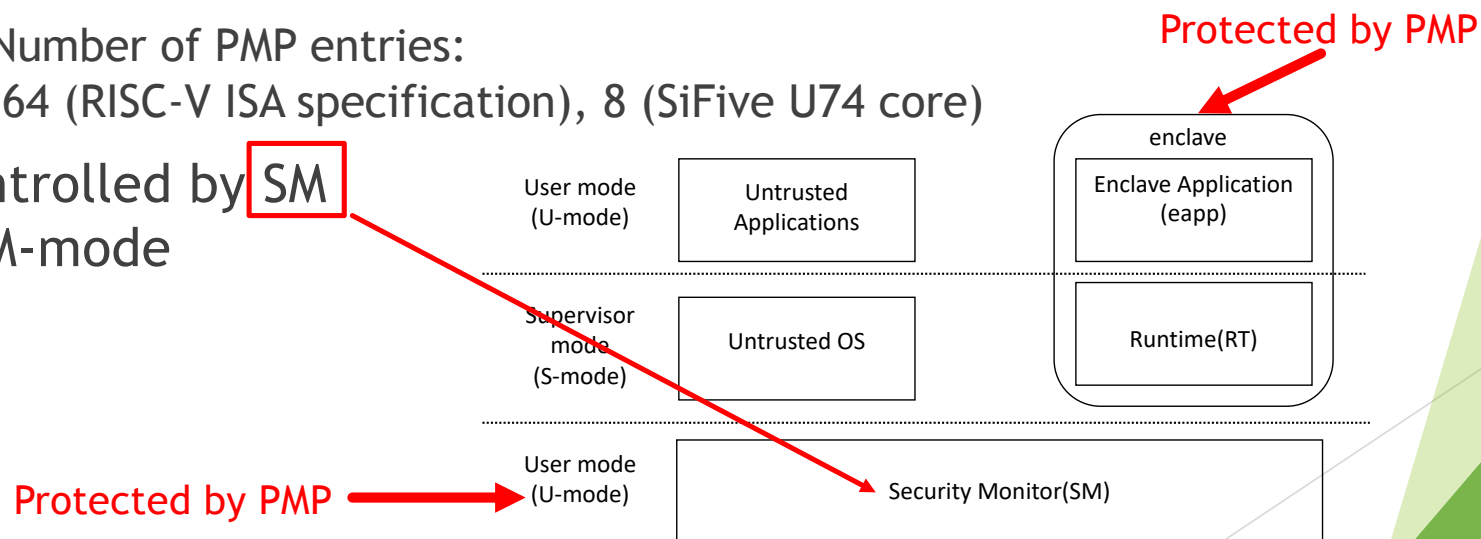 Number of PMP entries:
64 (RISC-V ISA specification), 8 (SiFive U74 core)
ntrolled by SM
M-mode
Protected by PMP
enclave
User mode
(U-mode)
Untrusted
Applications
Enclave Application
(eapp)
Supervisor
mode
(S-mode)
Untrusted OS
Runtime(RT)
Protected by PMP
User mode
(U-mode)
Security Monitor(SM)